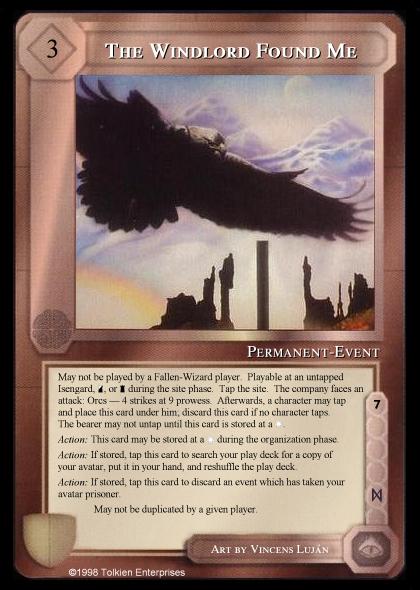 3
THE WINDLORD FOUND ME
PERMANENT-EVENT
May not be played by a Fallen-Wizard player. Playable at an untapped
Isengard, , or during the site phase. Tap the site. The company faces an
attack: Orcs — 4 strikes at 9 prowess. Afterwards, a character may tap
and place this card under him; discard this card if no character taps.
The bearer may not untap until this card is stored at a .
Action: This card may be stored at a during the organization phase.
Action: If stored, tap this card to search your play deck for a copy of
your avatar, put it in your hand, and reshuffle the play deck.
Action: If stored, tap this card to discard an event which has taken your
avatar prisoner.
May not be duplicated by a given player.
7
ART BY VINCENS LUJÁN
©1998 Tolkien Enterprises